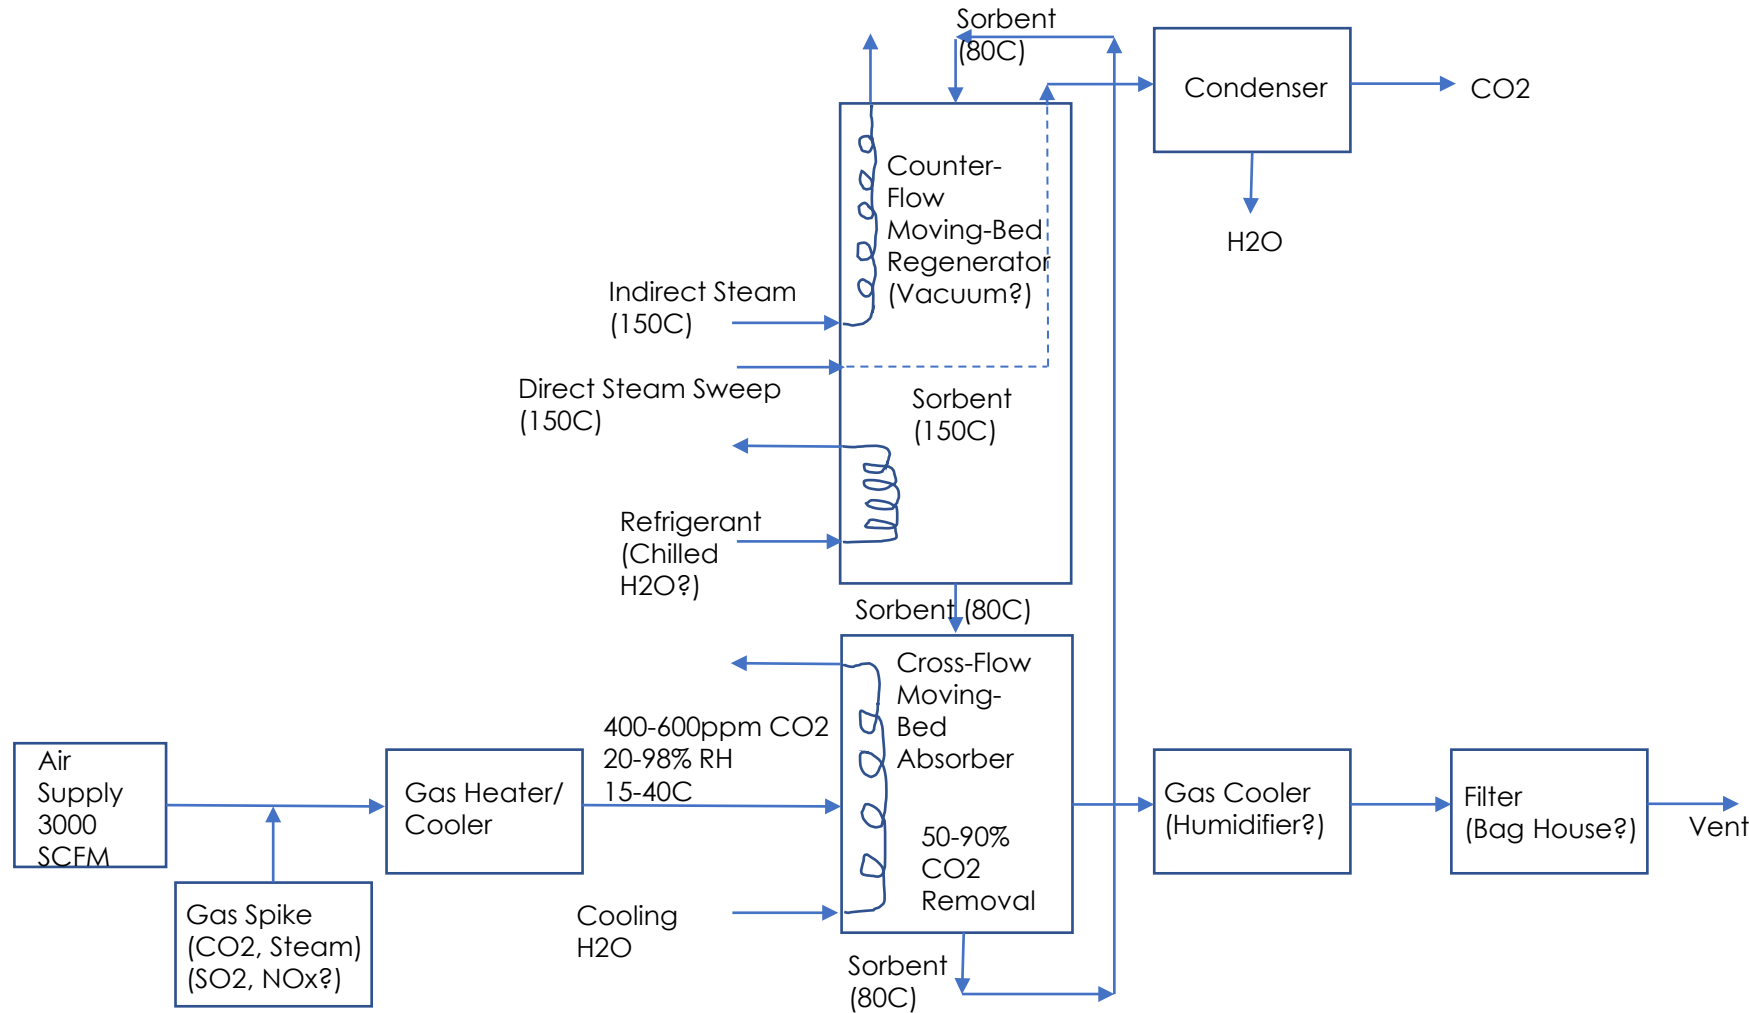 Sorbent
(80C)
Condenser
CO2
H2O
Counter-
Flow
Moving-Bed
Regenerator
(Vacuum?)
Indirect Steam
(150C)
Direct Steam Sweep
(150C)
Sorbent
(150C)
Refrigerant
(Chilled
H2O?)
Sorbent (80C)
Cross-Flow
Moving-
Bed
Absorber
50-90%
CO2
Removal
400-600ppm CO2
20-98% RH
15-40C
Air
Supply
3000
SCFM
Gas Heater/
Cooler
Gas Cooler
(Humidifier?)
Filter
(Bag House?)
Vent
Gas Spike
(CO2, Steam)
(SO2, NOx?)
Cooling
H2O
Sorbent
(80C)